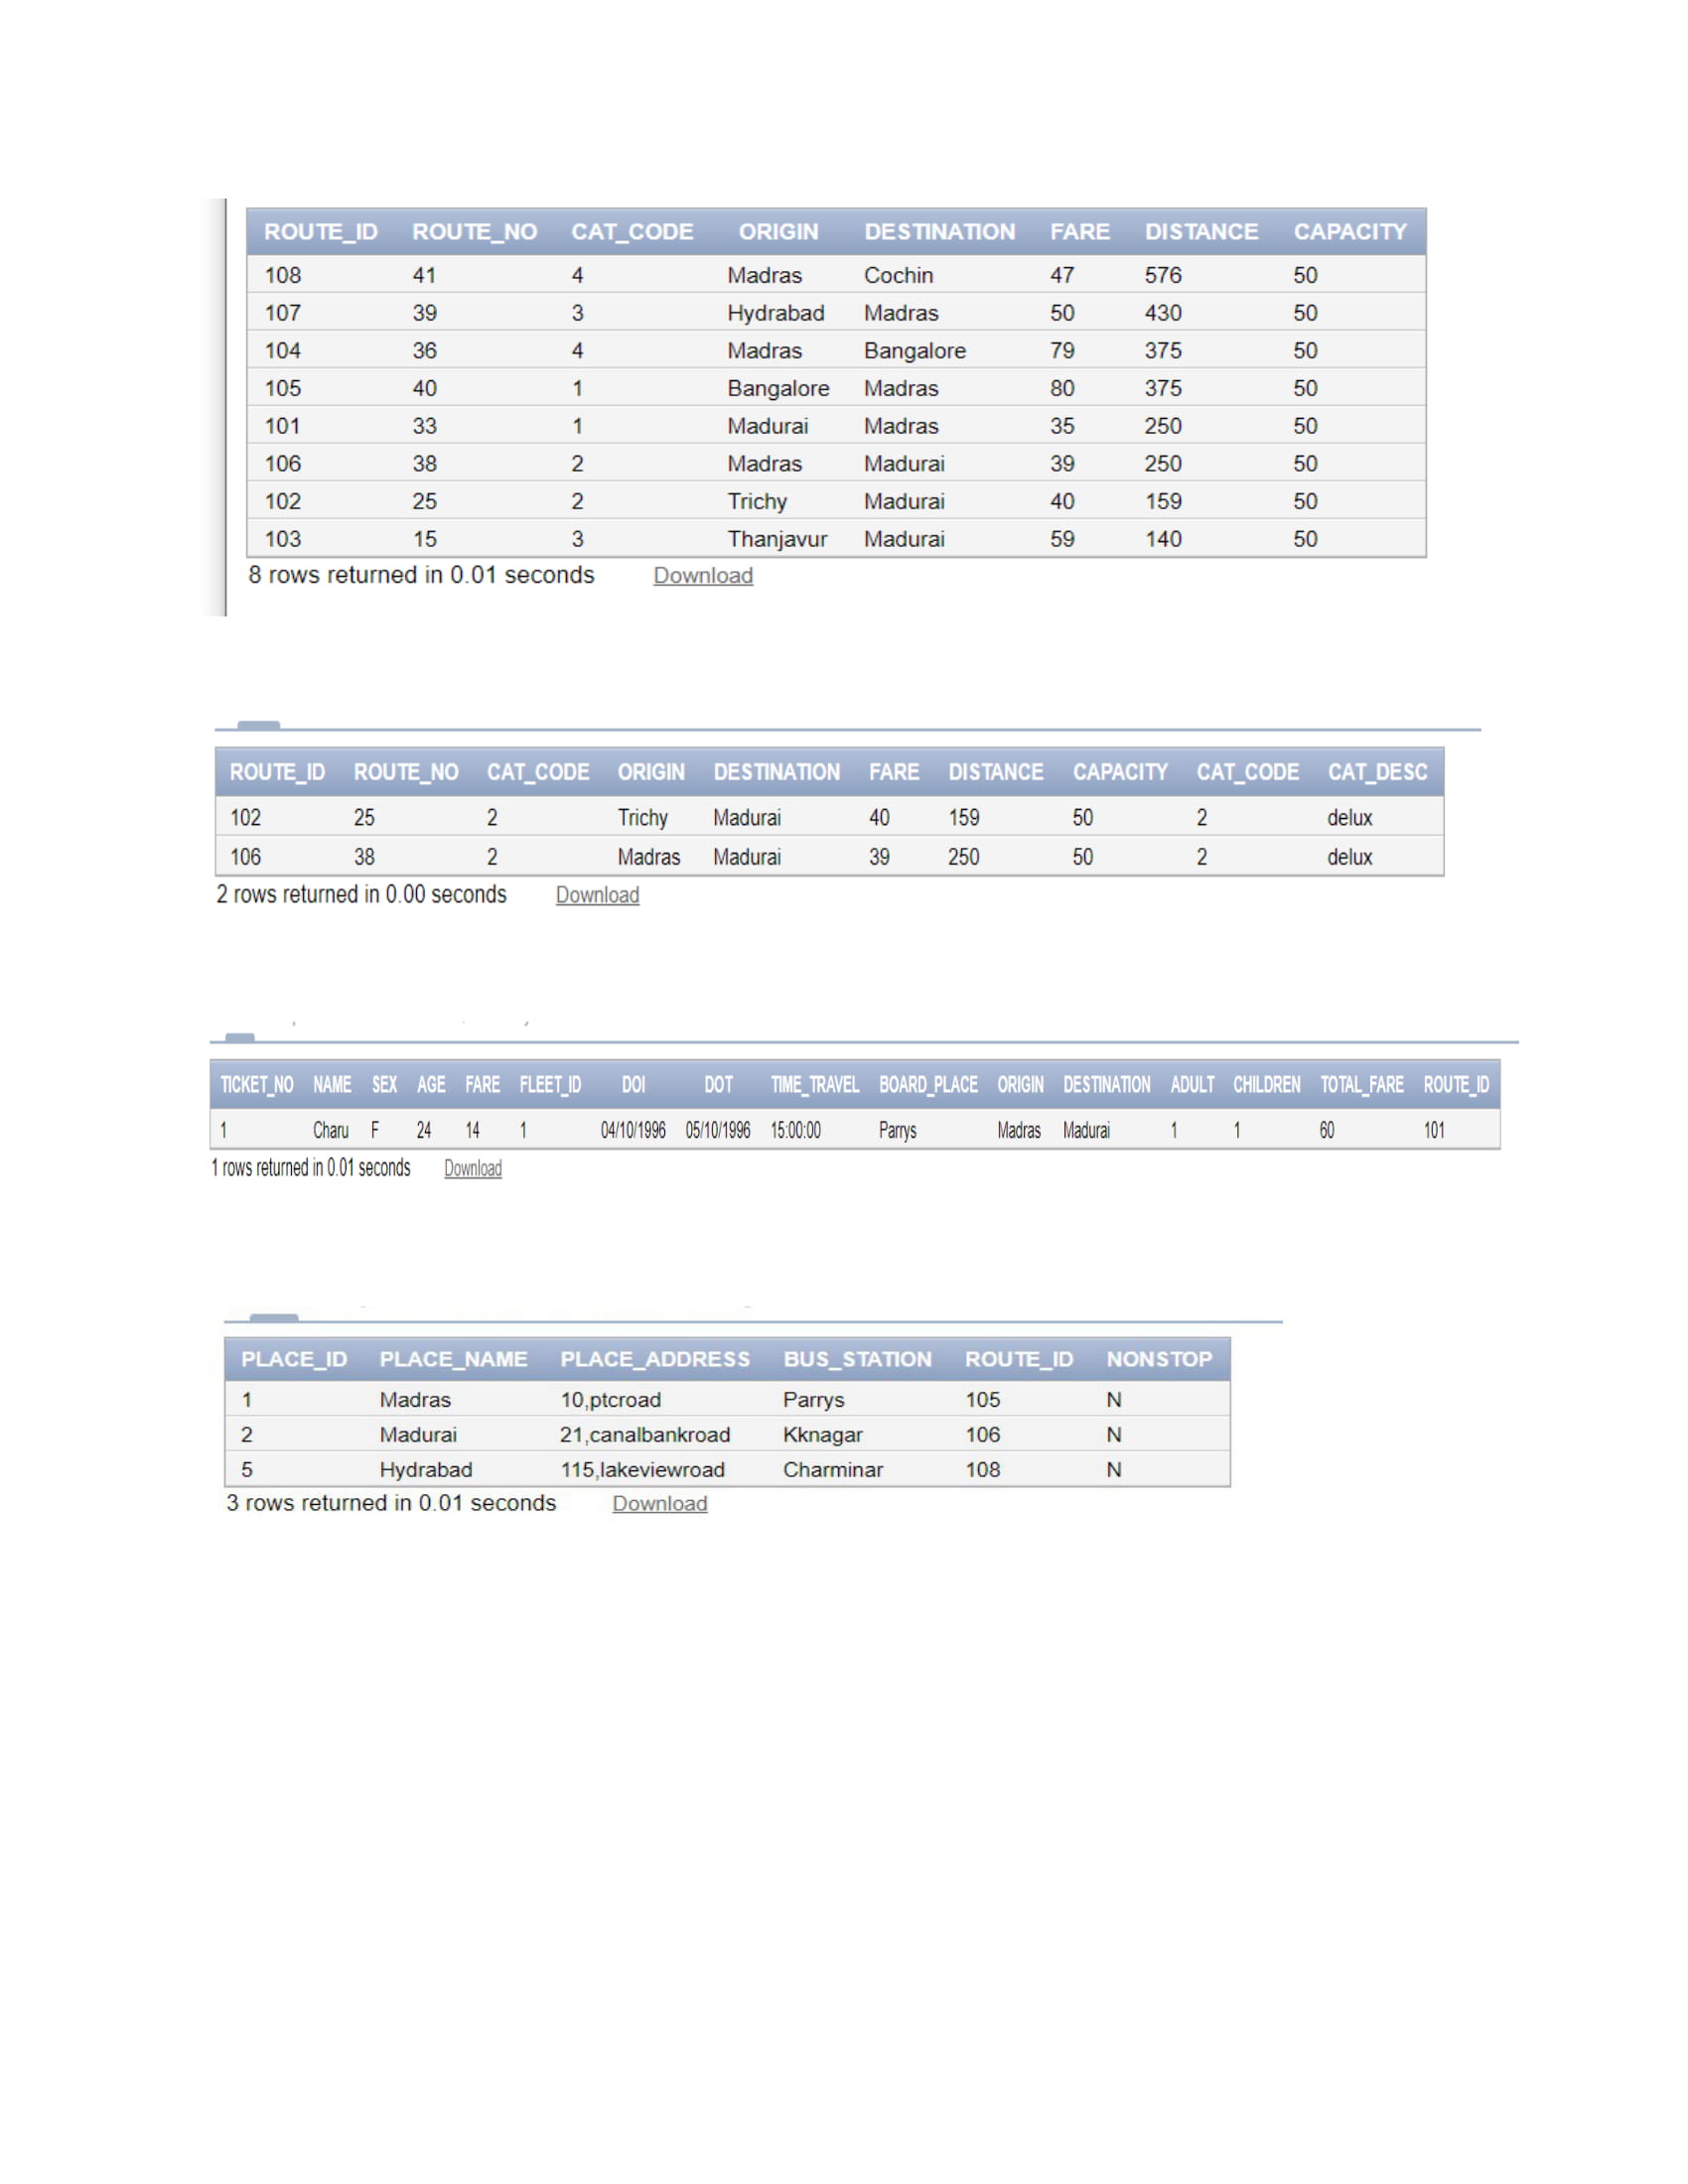 ROUTE_ID ROUTE_NO CAT_CODE ORIGIN DESTINATION FARE DISTANCE CAPACITY
108 41 4 Madras Cochin 47 576 50
107 39 3 Hydrabad Madras 50 430 50
104 36 4 Madras Bangalore 79 375 50
105 40 1 Bangalore Madras 80 375 50
101 33 1 Madurai Madras 35 250 50
106 38 2 Madras Madurai 39 250 50
102 25 2 Trichy Madurai 40 159 50
103 15 3 Thanjavur Madurai 59 140 50
8 rows returned in 0.01 seconds Download
ROUTE_ID ROUTE_NO CAT_CODE ORIGIN DESTINATION FARE DISTANCE CAPACITY CAT_CODE CAT_DESC
102 25 2 Trichy Madurai 40 159 50 2 delux
106 38 2 Madras Madurai 39 250 50 2 delux
2 rows returned in 0.00 seconds Download
TICKET_NO NAME SEX AGE FARE FLEET_ID DOI DOT TIME_TRAVEL BOARD_PLACE ORIGIN DESTINATION ADULT CHILDREN TOTAL_FARE ROUTE_ID
1 Charu F 24 14 1 04/10/1996 05/10/1996 15:00:00 Parrys Madras Madurai 1 1 60 101
1 rows returned in 0.01 seconds Download
PLACE_ID PLACE_NAME PLACE_ADDRESS BUS_STATION ROUTE_ID NONSTOP
1 Madras 10,ptcroad Parrys 105 N
2 Madurai 21,canalbankroad Kknagar 106 N
5 Hydrabad 115,lakeviewroad Charminar 108 N
3 rows returned in 0.01 seconds Download